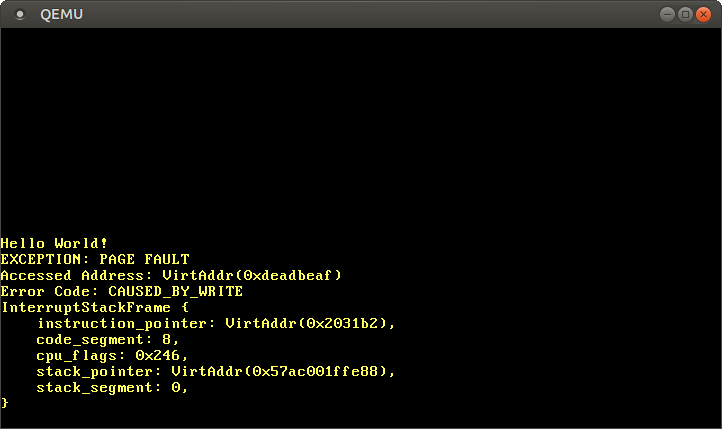 QEMU
Hello World!
EXCEPTION: PAGE FAULT
Accessed Address: VirtAddr(0xdeadbeaf)
Error Code: CAUSED_BY_WRITE
InterruptStackFrame {
    instruction_pointer: VirtAddr(0x2031b2),
    code_segment: 8,
    cpu_flags: 0x246,
    stack_pointer: VirtAddr(0x57ac001ffe88),
    stack_segment: 0,
}